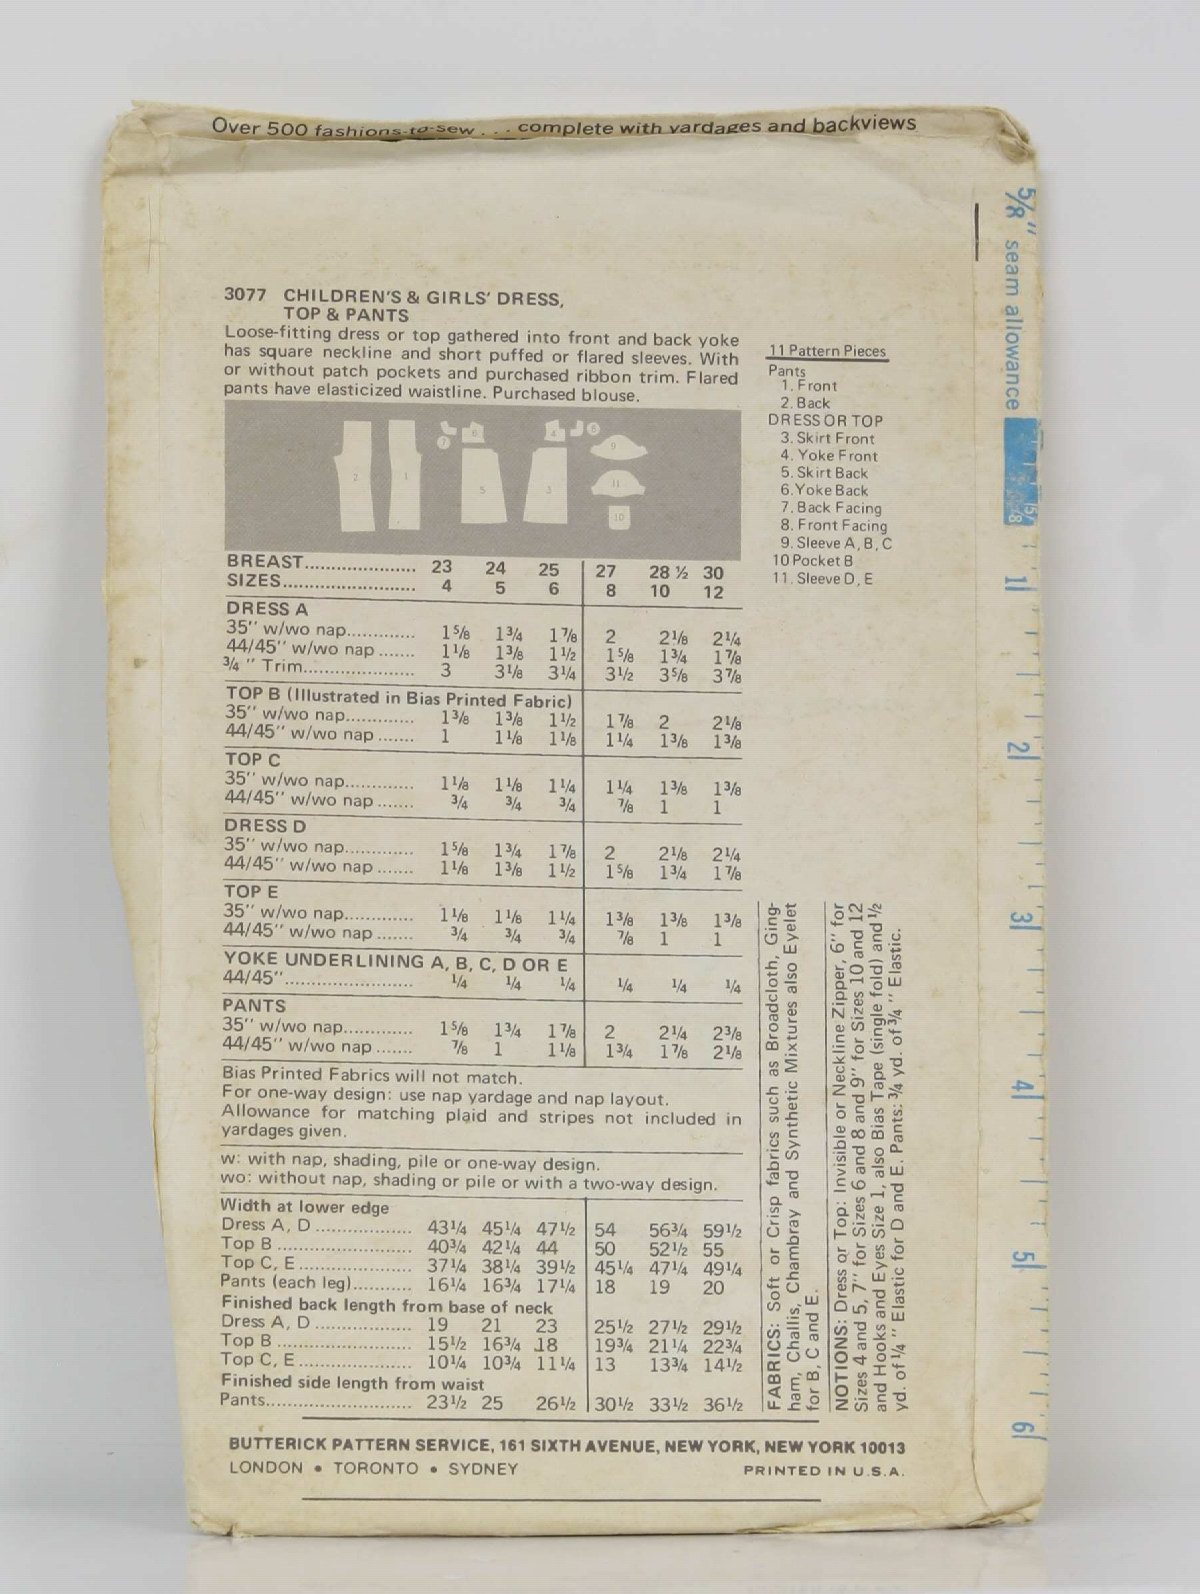 Over 500 fashions-to-sew . . . complete with yardages and backviews
5/8" seam allowance
3077 CHILDREN'S & GIRLS' DRESS,
TOP & PANTS
Loose-fitting dress or top gathered into front and back yoke
has square neckline and short puffed or flared sleeves. With
or without patch pockets and purchased ribbon trim. Flared
pants have elasticized waistline. Purchased blouse.
11 Pattern Pieces
Pants
1. Front
2. Back
DRESS OR TOP
3. Skirt Front
4. Yoke Front
5. Skirt Back
6. Yoke Back
7. Back Facing
8. Front Facing
9. Sleeve A, B, C
10 Pocket B
11. Sleeve D, E
2 1 7 6 5 4 8 3 9 11 10
BREAST.................... 23 24 25 27 28 ½ 30
SIZES........................ 4 5 6 8 10 12
DRESS A
35" w/wo nap............. 1 5/8 1 3/4 1 7/8 2 2 1/8 2 1/4
44/45" w/wo nap ....... 1 1/8 1 3/8 1 1/2 1 5/8 1 3/4 1 7/8
3/4 " Trim.................... 3 3 1/8 3 1/4 3 1/2 3 5/8 3 7/8
TOP B (Illustrated in Bias Printed Fabric)
35" w/wo nap............. 1 3/8 1 3/8 1 1/2 1 7/8 2 2 1/8
44/45" w/wo nap ....... 1 1 1/8 1 1/8 1 1/4 1 3/8 1 3/8
TOP C
35" w/wo nap............. 1 1/8 1 1/8 1 1/4 1 1/4 1 3/8 1 3/8
44/45" w/wo nap ....... 3/4 3/4 3/4 7/8 1 1
DRESS D
35" w/wo nap............. 1 5/8 1 3/4 1 7/8 2 2 1/8 2 1/4
44/45" w/wo nap ....... 1 1/8 1 3/8 1 1/2 1 5/8 1 3/4 1 7/8
TOP E
35" w/wo nap............. 1 1/8 1 1/8 1 1/4 1 3/8 1 3/8 1 3/8
44/45" w/wo nap ....... 3/4 3/4 3/4 7/8 1 1
YOKE UNDERLINING A, B, C, D OR E
44/45"........................ 1/4 1/4 1/4 1/4 1/4 1/4
PANTS
35" w/wo nap............. 1 5/8 1 3/4 1 7/8 2 2 1/4 2 3/8
44/45" w/wo nap ....... 7/8 1 1 1/8 1 3/4 1 7/8 2 1/8
Bias Printed Fabrics will not match.
For one-way design: use nap yardage and nap layout.
Allowance for matching plaid and stripes not included in
yardages given.
w: with nap, shading, pile or one-way design.
wo: without nap, shading or pile or with a two-way design.
Width at lower edge
Dress A, D .................. 43 1/4 45 1/4 47 1/2 54 56 3/4 59 1/2
Top B ......................... 40 3/4 42 1/4 44 50 52 1/2 55
Top C, E ..................... 37 1/4 38 1/4 39 1/2 45 1/4 47 1/4 49 1/4
Pants (each leg)........... 16 1/4 16 3/4 17 1/4 18 19 20
Finished back length from base of neck
Dress A, D .................. 19 21 23 25 1/2 27 1/2 29 1/2
Top B ......................... 15 1/2 16 3/4 18 19 3/4 21 1/4 22 3/4
Top C, E ..................... 10 1/4 10 3/4 11 1/4 13 13 3/4 14 1/2
Finished side length from waist
Pants........................... 23 1/2 25 26 1/2 30 1/2 33 1/2 36 1/2
FABRICS: Soft or Crisp fabrics such as Broadcloth, Ging-
ham, Challis, Chambray and Synthetic Mixtures also Eyelet
for B, C and E.
NOTIONS: Dress or Top: Invisible or Neckline Zipper, 6" for
Sizes 4 and 5, 7" for Sizes 6 and 8 and 9" for Sizes 10 and 12
and Hooks and Eyes Size 1, also Bias Tape (single fold) and 1/2
yd. of 1/4 " Elastic for D and E. Pants: 3/4 yd. of 3/4 " Elastic.
5/8
1
2
3
4
5
6
BUTTERICK PATTERN SERVICE, 161 SIXTH AVENUE, NEW YORK, NEW YORK 10013
LONDON • TORONTO • SYDNEY PRINTED IN U.S.A.